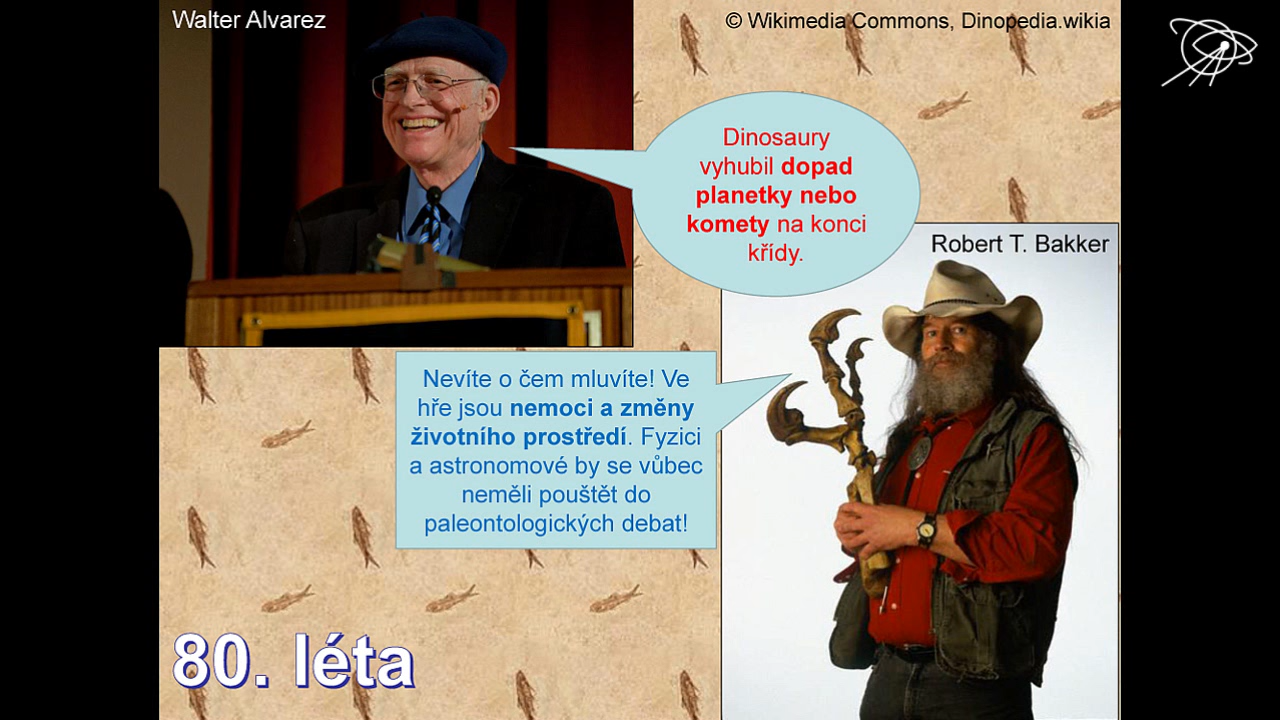 Walter Alvarez
© Wikimedia Commons, Dinopedia.wikia
Dinosaury
vyhubil dopad
planetky nebo
komety na konci
křídy.
Robert T. Bakker
Nevíte o čem mluvíte! Ve
hře jsou nemoci a změny
životního prostředí. Fyzici
a astronomové by se vůbec
neměli pouštět do
paleontologických debat!
80. léta